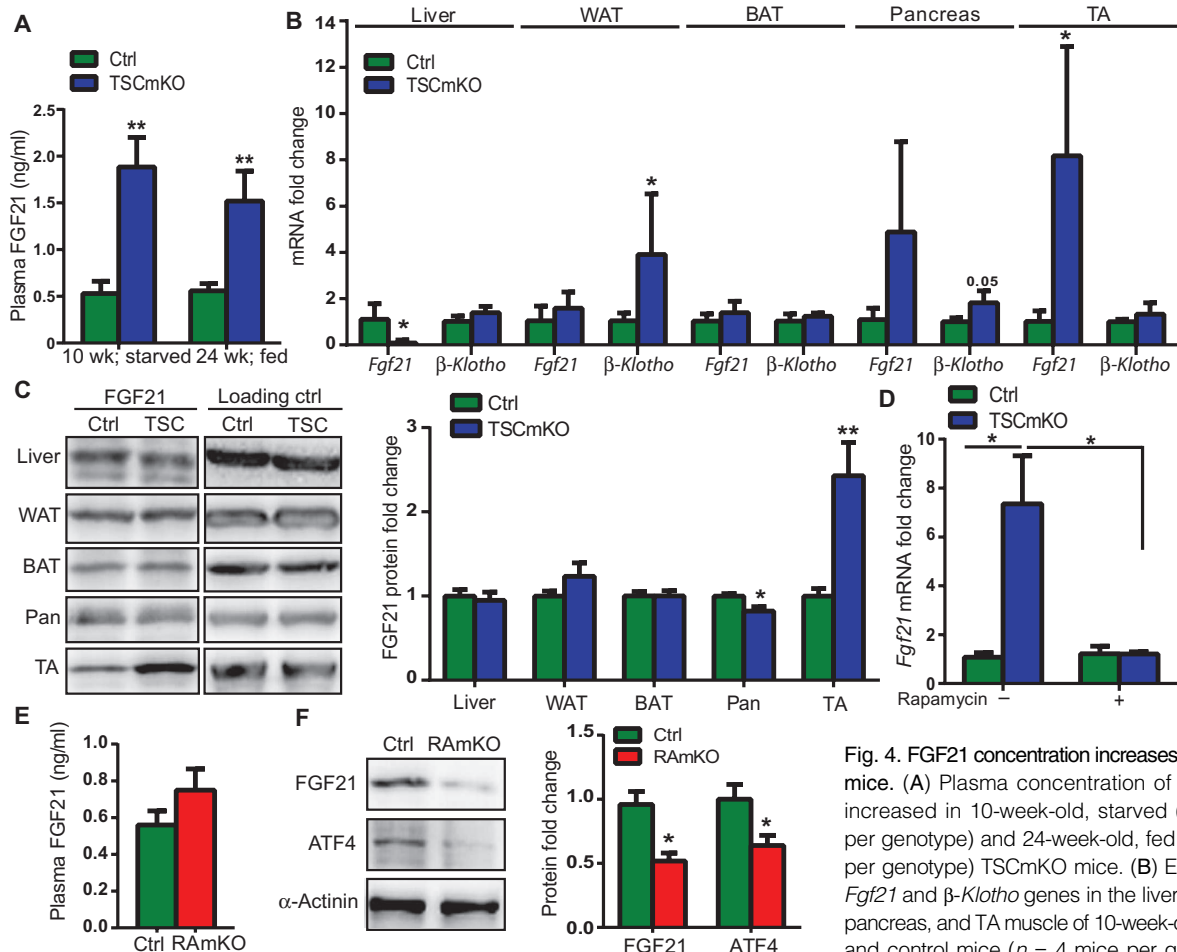 A
Ctrl
TSCmKO
Plasma FGF21 (ng/ml)
2.5
2.0
1.5
1.0
0.5
0
**
**
10 wk; starved 24 wk; fed
B
Liver WAT BAT Pancreas TA
Ctrl
TSCmKO
mRNA fold change
14
12
10
8
6
4
2
1
0
*
*
0.05
*
Fgf21 β-Klotho Fgf21 β-Klotho Fgf21 β-Klotho Fgf21 β-Klotho Fgf21 β-Klotho
C
FGF21 Loading ctrl
Ctrl TSC Ctrl TSC
Liver
WAT
BAT
Pan
TA
Ctrl
TSCmKO
FGF21 protein fold change
3
2
1
0
*
**
Liver WAT BAT Pan TA
D
Ctrl
TSCmKO
Fgf21 mRNA fold change
10
8
6
4
2
0
* *
Rapamycin − +
E
Plasma FGF21 (ng/ml)
1.0
0.8
0.6
0.4
0.2
0.0
Ctrl RAmKO
F
Ctrl RAmKO
FGF21
ATF4
α-Actinin
Ctrl
RAmKO
Protein fold change
1.5
1.0
0.5
0.0
* *
FGF21 ATF4
Fig. 4. FGF21 concentration increases
mice. (A) Plasma concentration of
increased in 10-week-old, starved (
per genotype) and 24-week-old, fed
per genotype) TSCmKO mice. (B) E
Fgf21 and β-Klotho genes in the liver
pancreas, and TA muscle of 10-week-o
and control mice (n = 4 mice per g